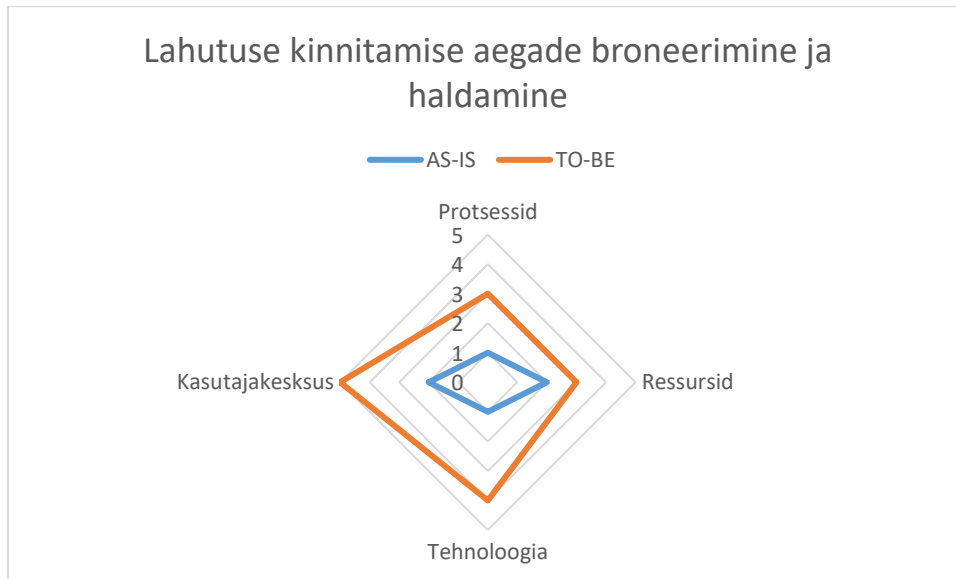 Lahutuse kinnitamise aegade broneerimine ja
haldamine
AS-IS
TO-BE
Protsessid
5
4
3
2
1
0
Kasutajakesksus
Ressursid
Tehnoloogia